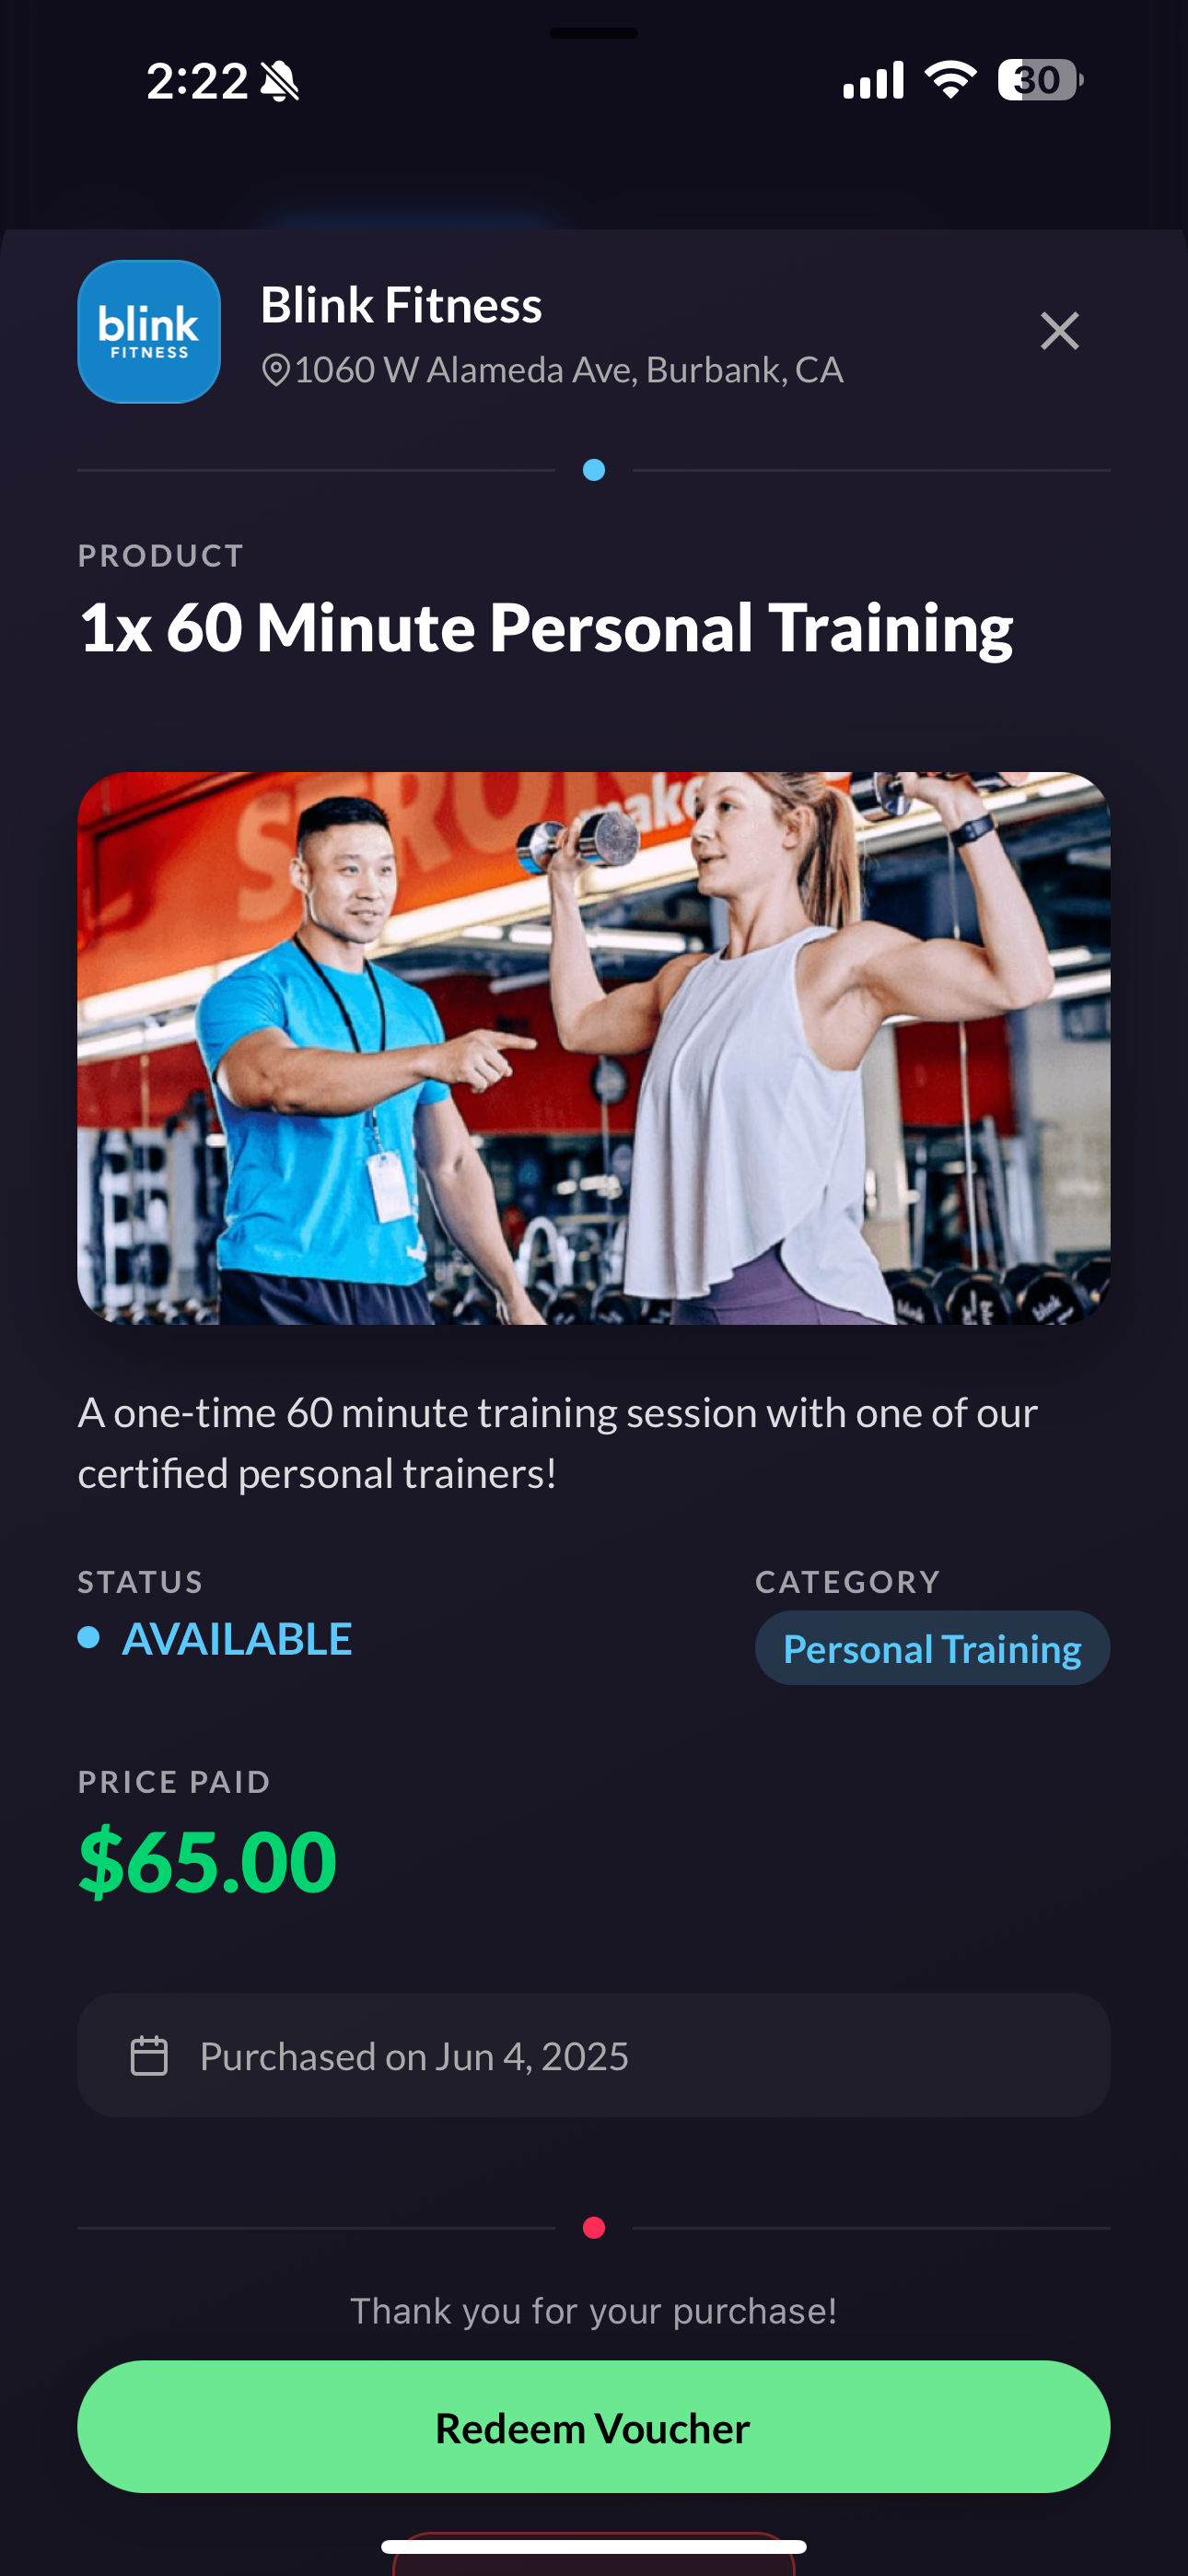 2:22
30
blink
FITNESS
Blink Fitness
1060 W Alameda Ave, Burbank, CA
PRODUCT
1x 60 Minute Personal Training
make
A one-time 60 minute training session with one of our
certified personal trainers!
STATUS
CATEGORY
AVAILABLE
Personal Training
PRICE PAID
$65.00
Purchased on Jun 4, 2025
Thank you for your purchase!
Redeem Voucher